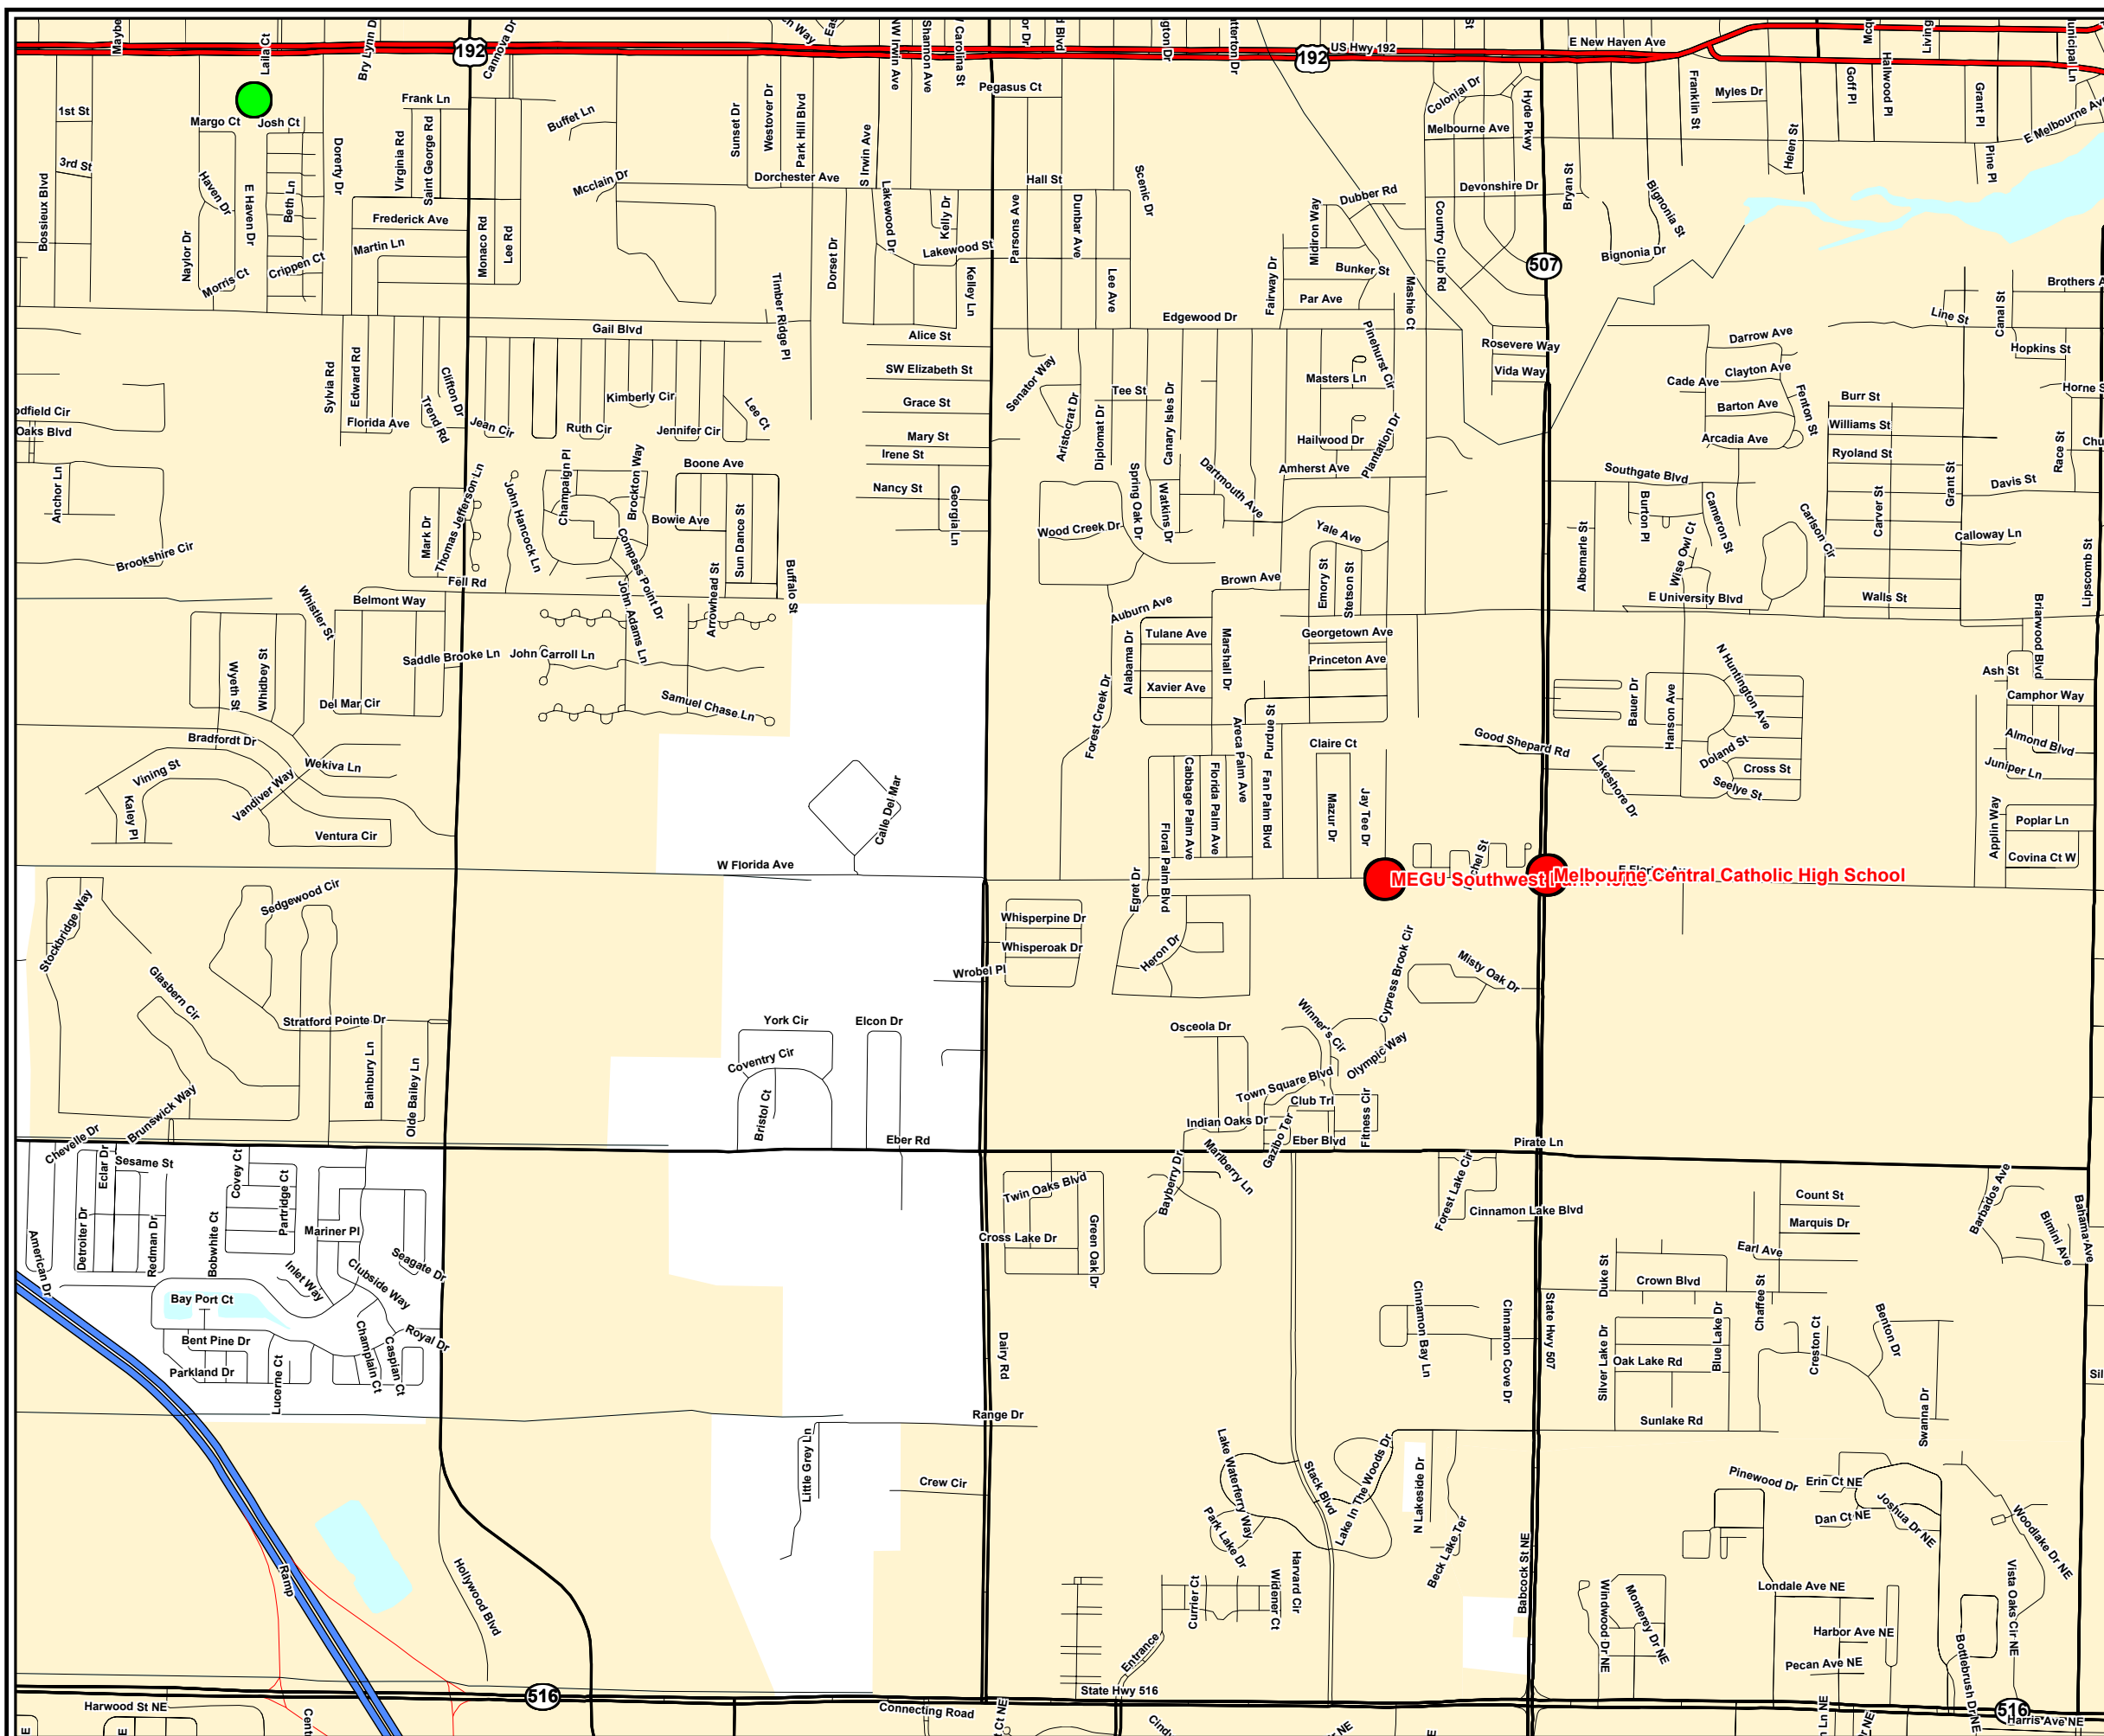 Laila Ct
Bry Lynn D
192
Cannova Dr
NW Irwin Ave
Shannon Ave
Carolina St
or Dr
Blvd
ngton Dr
tterton Dr
192
US Hwy 192
St
E New Haven Ave
Living
unicipal Ln
1st St
Margo Ct
Josh Ct
Frank Ln
Buffet Ln
Sunset Dr
Westover Dr
Park Hill Blvd
S Irwin Ave
Pegasus Ct
Colonial Dr
Hyde Pkwy
Melbourne Ave
Franklin St
Myles Dr
Helen St
Goff Pl
Hallwood Pl
Grant Pl
E Melbourne Ave
Pine Pl
3rd St
Bossieux Blvd
Haven Dr
E Haven Dr
Beth Ln
Dorerty Dr
Virginia Rd
Saint George Rd
Mcclain Dr
Dorchester Ave
Lakewood Dr
Kelly Dr
Hall St
Scenic Dr
Dubber Rd
Devonshire Dr
Bryan St
Bignonia St
Naylor Dr
Morris Ct
Crippen Ct
Frederick Ave
Martin Ln
Monaco Rd
Lee Rd
Dorset Dr
Lakewood St
Kelley Ln
Parsons Ave
Dunbar Ave
Lee Ave
Midiron Way
Country Club Rd
Fairway Dr
Bunker St
Par Ave
Mashie Ct
507
Bignonia Dr
Brothers A
Canal St
Line St
Gail Blvd
Timber Ridge Pl
Alice St
Edgewood Dr
Pinehurst Cir
Rosevere Way
Vida Way
Darrow Ave
Hopkins St
Sylvia Rd
Edward Rd
Clifton Dr
Trend Rd
Florida Ave
Jean Cir
Ruth Cir
Kimberly Cir
Jennifer Cir
Lee Ct
SW Elizabeth St
Grace St
Mary St
Irene St
Nancy St
Georgia Ln
Senator Way
Aristocrat Dr
Tee St
Diplomat Dr
Canary Isles Dr
Masters Ln
Hailwood Dr
Plantation Dr
Amherst Ave
Cade Ave
Clayton Ave
Barton Ave
Fenton St
Arcadia Ave
Burr St
Williams St
Ryoland St
Horne S
Race St
Chu
odfield Cir
Oaks Blvd
Anchor Ln
Brookshire Cir
Mark Dr
Thomas Jefferson Ln
John Hancock Ln
Champaign Pl
Brockton Way
Boone Ave
Bowie Ave
Sun Dance St
Compass Point Dr
Arrowhead St
Buffalo St
Wood Creek Dr
Spring Oak Dr
Watkins Dr
Dartmouth Ave
Yale Ave
Southgate Blvd
Burton Pl
Cameron St
Albemarle St
Wise Owl Ct
Carlson Cir
Carver St
Grant St
Davis St
Calloway Ln
Lipscomb St
Fell Rd
Belmont Way
Whistler St
John Adams Ln
Brown Ave
Emory St
Stetson St
Auburn Ave
E University Blvd
Walls St
Briarwood Blvd
Wyeth St
Whidbey St
Saddle Brooke Ln
John Carroll Ln
Del Mar Cir
Samuel Chase Ln
Tulane Ave
Alabama Dr
Marshall Dr
Georgetown Ave
Princeton Ave
Xavier Ave
Forest Creek Dr
Areca Palm Ave
Pundent St
Bauer Dr
Hanson Ave
N Huntington Ave
Ash St
Camphor Way
Almond Blvd
Juniper Ln
Bradfordt Dr
Vining St
Kaley Pl
Vandiver Way
Wekiva Ln
Ventura Cir
Calle Del Mar
Cabbage Palm Ave
Florida Palm Ave
Fan Palm Blvd
Floral Palm Blvd
Claire Ct
Mazur Dr
Jay Tee Dr
Good Shepard Rd
Lakeshore Dr
Doland St
Cross St
Seelye St
Applin Way
Poplar Ln
Covina Ct W
W Florida Ave
MEGU Southwest Park Fields
Melbourne Central Catholic High School
Egret Dr
Stockbridge Way
Sedgewood Cir
Glasbern Cir
Stratford Pointe Dr
Bainbury Ln
Olde Bailey Ln
Brunswick Way
Whisperpine Dr
Whisperoak Dr
Wrobel Pl
Heron Dr
Cypress Brook Cir
Misty Oak Dr
York Cir
Elcon Dr
Coventry Cir
Bristol Ct
Osceola Dr
Winner's Cir
Olympic Way
Town Square Blvd
Club Trl
Indian Oaks Dr
Gazibo Ter
Eber Blvd
Fitness Cir
Eber Rd
Pirate Ln
Chevelle Dr
Eclar Dr
Sesame St
Covey Ct
Partridge Ct
Detroiter Dr
Redman Dr
Bobwhite Ct
Mariner Pl
American Dr
Inlet Way
Clubside Way
Seagate Dr
Bay Port Ct
Bent Pine Dr
Parkland Dr
Lucerne Ct
Champlain Ct
Caspian Ct
Royal Dr
Twin Oaks Blvd
Cross Lake Dr
Green Oak Dr
Bayberry Dr
Marlberry Ln
Forest Lake Cir
Cinnamon Lake Blvd
Count St
Marquis Dr
Earl Ave
Barbados Ave
Bimini Ave
Bahama Ave
Duke St
Crown Blvd
Chaffee St
Dairy Rd
Cinnamon Bay Ln
Cinnamon Cove Dr
State Hwy 507
Silver Lake Dr
Oak Lake Rd
Blue Lake Dr
Creston Ct
Benton Dr
Swanna Dr
Sil
Range Dr
Sunlake Rd
Little Grey Ln
Crew Cir
Lake Waterferry Way
Park Lake Dr
Stack Blvd
Lake In The Woods Dr
N Lakeside Dr
Beck Lake Ter
Babcock St NE
Pinewood Dr
Erin Ct NE
Dan Ct NE
Joshua Dr NE
Woodlake Dr NE
Ramp
Hollywood Blvd
Currier Ct
Widener Ct
Harvard Cir
Windwood Dr NE
Monterey Dr NE
Londale Ave NE
Harbor Ave NE
Pecan Ave NE
Vista Oaks Cir NE
Bottlebrush Dr NE
Entrance
State Hwy 516
516
516
Harwood St NE
Connecting Road
Harris Ave NE